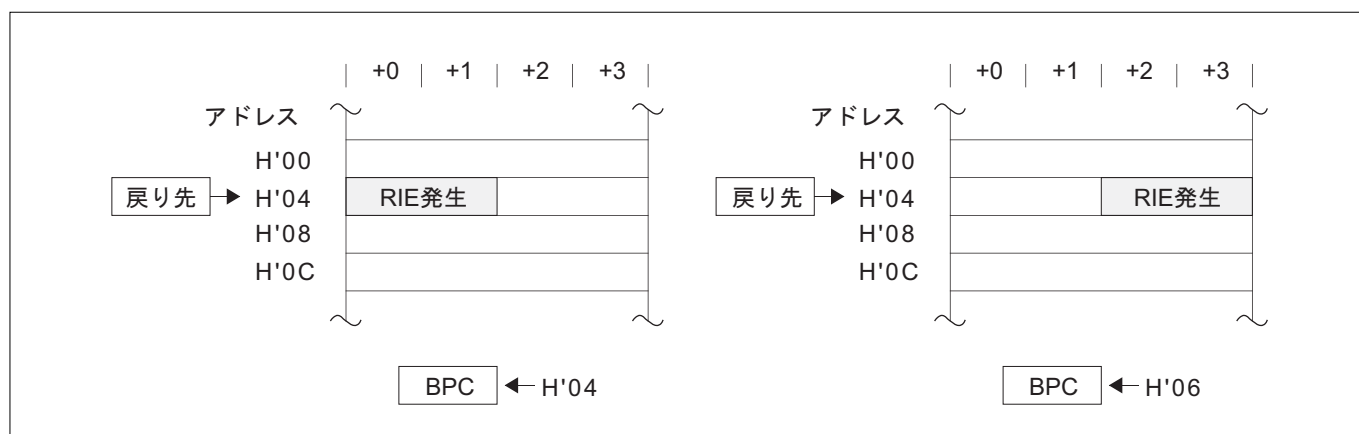 +0 +1 +2 +3
アドレス
H'00
戻り先 H'04 RIE発生
H'08
H'0C
BPC H'04
+0 +1 +2 +3
アドレス
H'00
戻り先 H'04 RIE発生
H'08
H'0C
BPC H'06